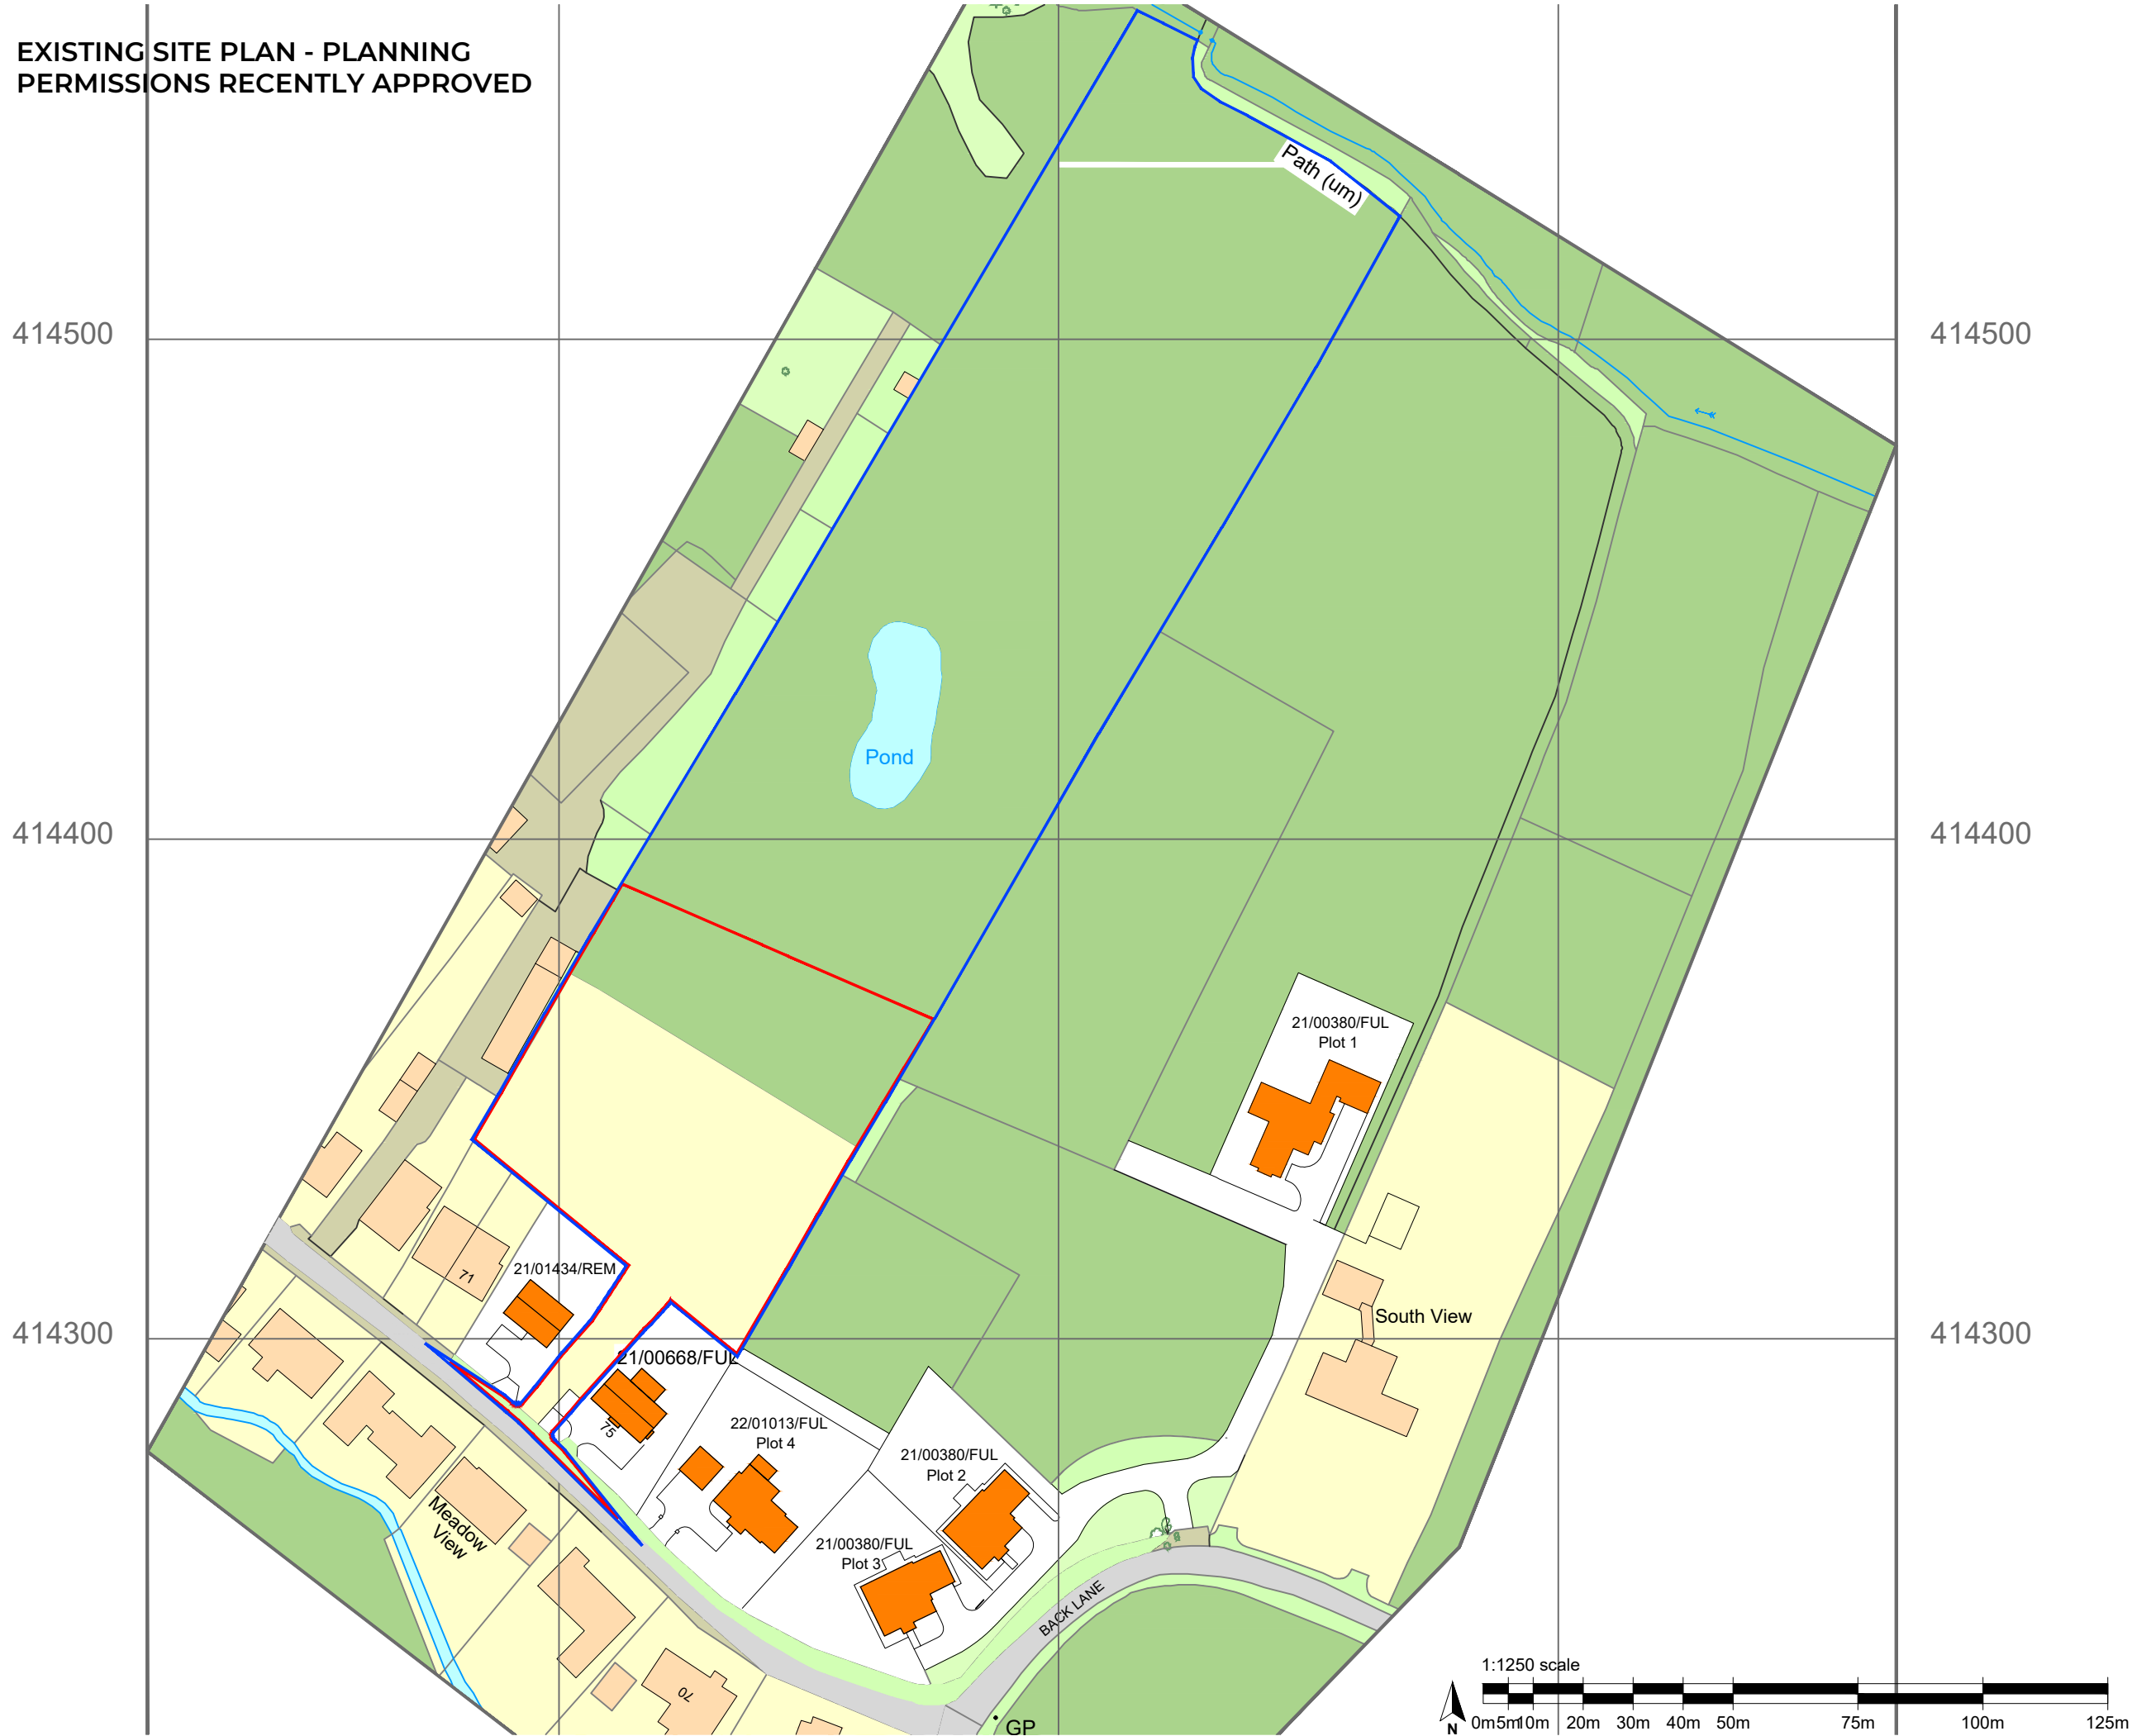 EXISTING SITE PLAN - PLANNING
PERMISSIONS RECENTLY APPROVED
Path (um)
414500
414500
Pond
414400
414400
21/00380/FUL
Plot 1
21/01434/REM
71
South View
414300
414300
21/00668/FUL
75
22/01013/FUL
Plot 4
21/00380/FUL
Plot 2
21/00380/FUL
Plot 3
Meadow
View
BACK LANE
70
GP
1:1250 scale
N
0m 5m 10m 20m 30m 40m 50m 75m 100m 125m